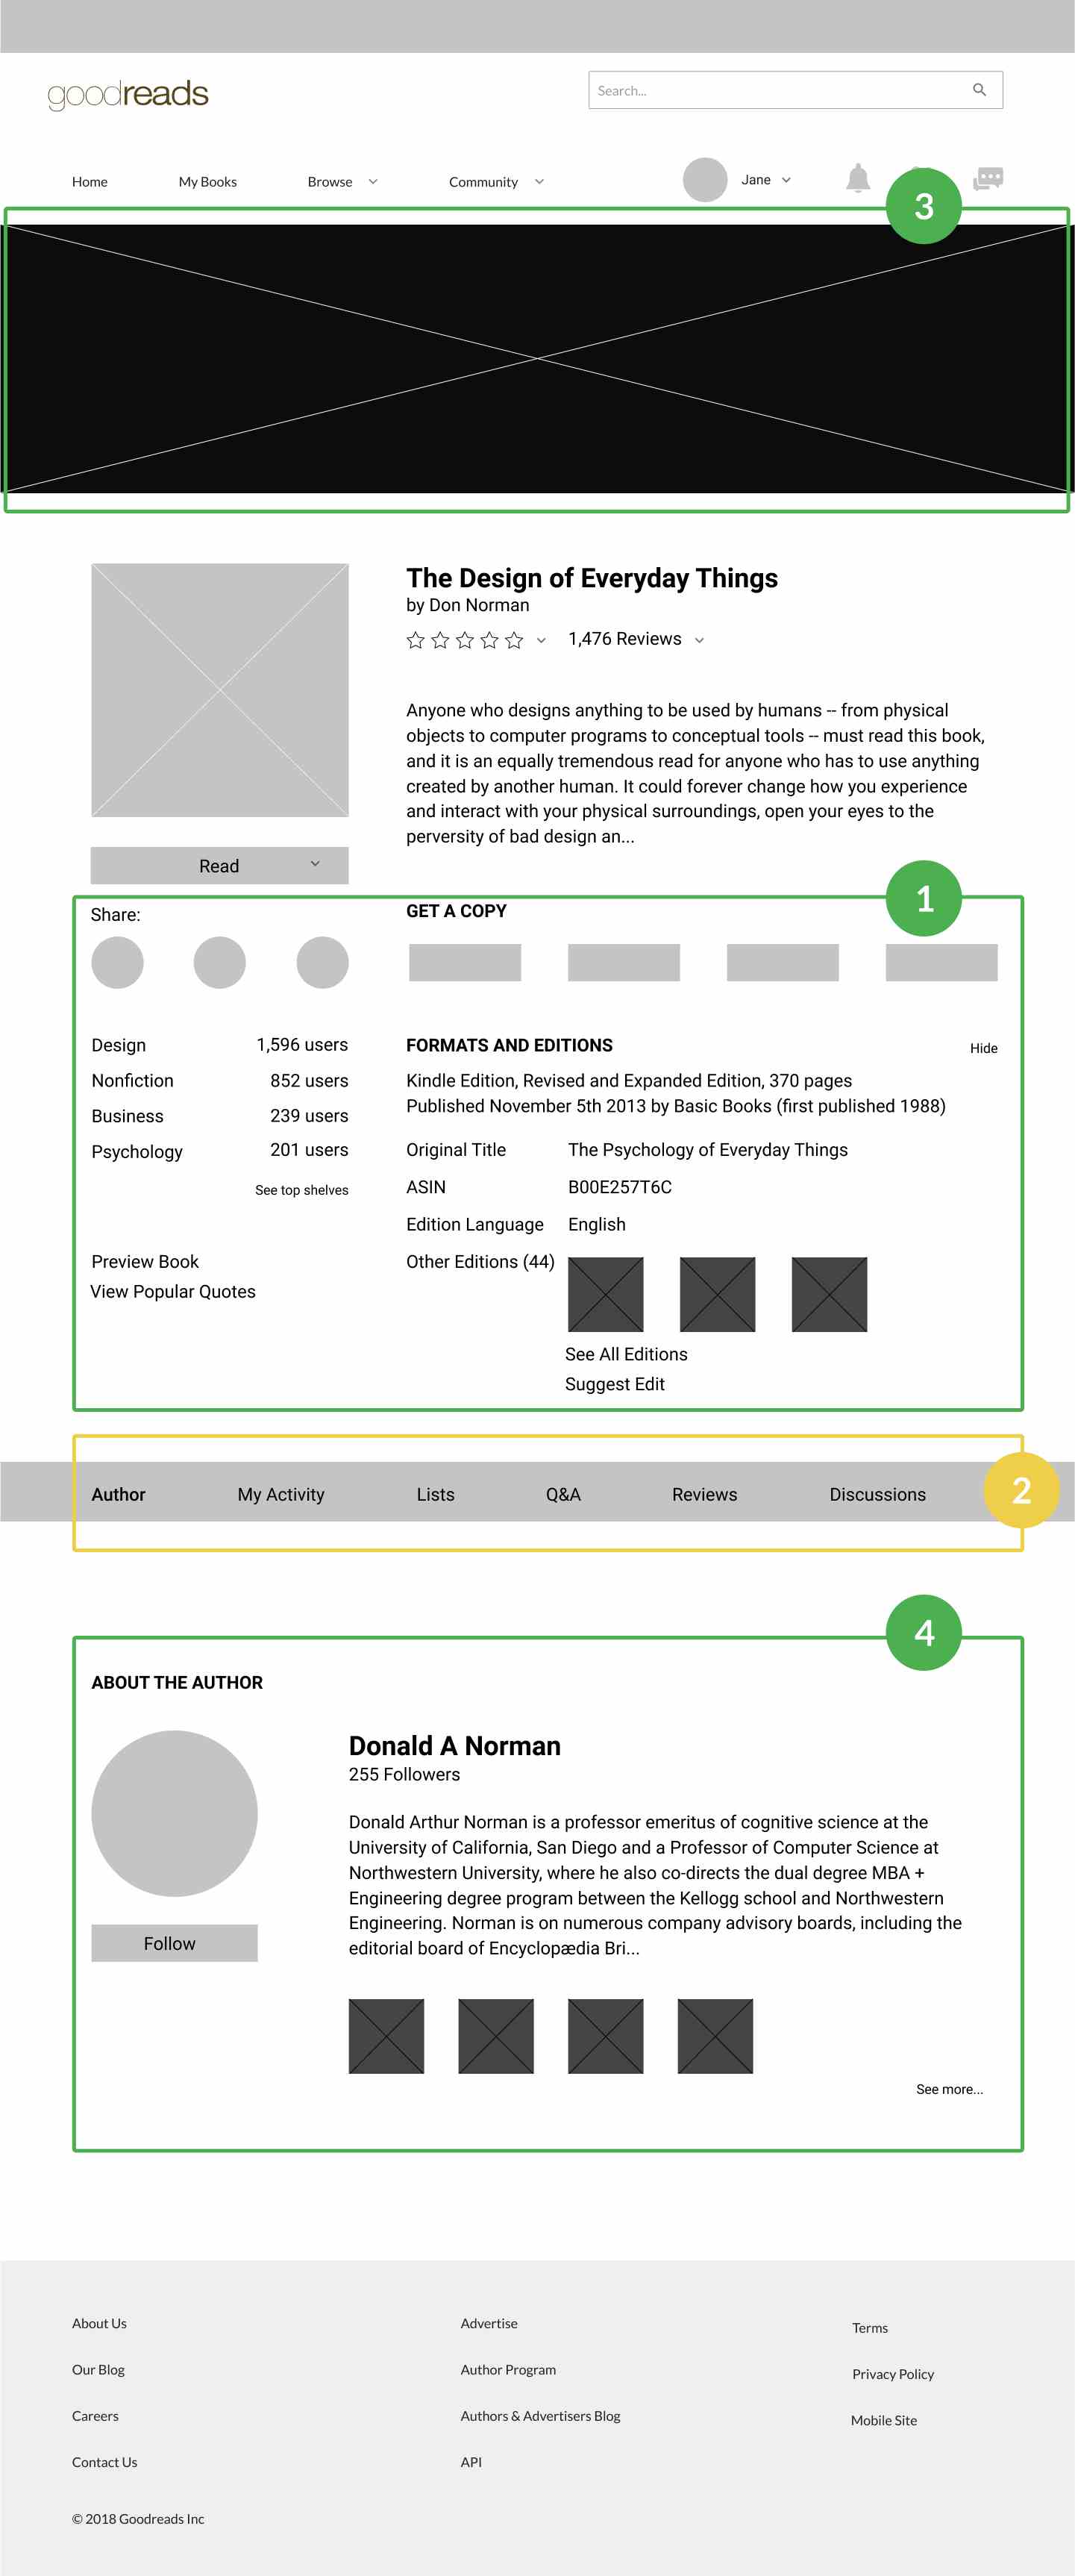 goodreads
Search...
Home
My Books
Browse
Community
Jane
3
The Design of Everyday Things
by Don Norman
1,476 Reviews
Anyone who designs anything to be used by humans -- from physical
objects to computer programs to conceptual tools -- must read this book,
and it is an equally tremendous read for anyone who has to use anything
created by another human. It could forever change how you experience
and interact with your physical surroundings, open your eyes to the
perversity of bad design an...
Read
1
Share:
GET A COPY
Design 1,596 users
Nonfiction 852 users
Business 239 users
Psychology 201 users
See top shelves
Preview Book
View Popular Quotes
FORMATS AND EDITIONS
Hide
Kindle Edition, Revised and Expanded Edition, 370 pages
Published November 5th 2013 by Basic Books (first published 1988)
Original Title The Psychology of Everyday Things
ASIN B00E257T6C
Edition Language English
Other Editions (44)
See All Editions
Suggest Edit
Author
My Activity
Lists
Q&A
Reviews
Discussions
2
4
ABOUT THE AUTHOR
Donald A Norman
255 Followers
Donald Arthur Norman is a professor emeritus of cognitive science at the
University of California, San Diego and a Professor of Computer Science at
Northwestern University, where he also co-directs the dual degree MBA +
Engineering degree program between the Kellogg school and Northwestern
Engineering. Norman is on numerous company advisory boards, including the
editorial board of Encyclopædia Bri...
Follow
See more...
About Us
Our Blog
Careers
Contact Us
Advertise
Author Program
Authors & Advertisers Blog
API
Terms
Privacy Policy
Mobile Site
© 2018 Goodreads Inc